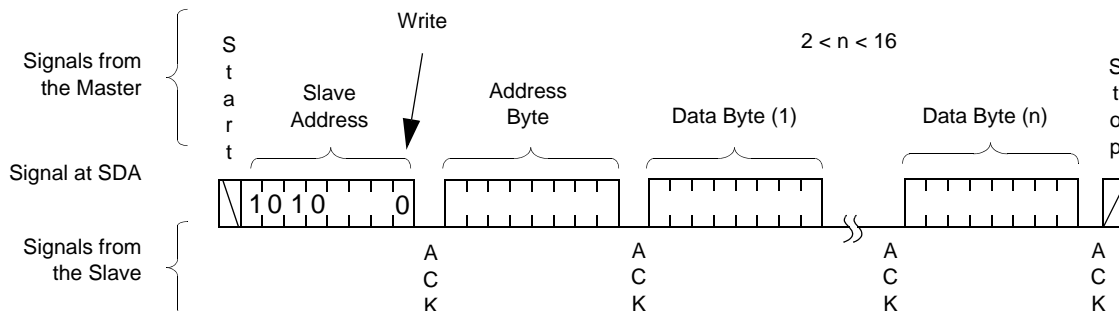 Write
2 < n < 16
Signals from
the Master
S
t
a
r
t
Slave
Address
Address
Byte
Data Byte (1)
Data Byte (n)
S
t
o
p
Signal at SDA
1 0 1 0 0
Signals from
the Slave
A
C
K
A
C
K
A
C
K
A
C
K